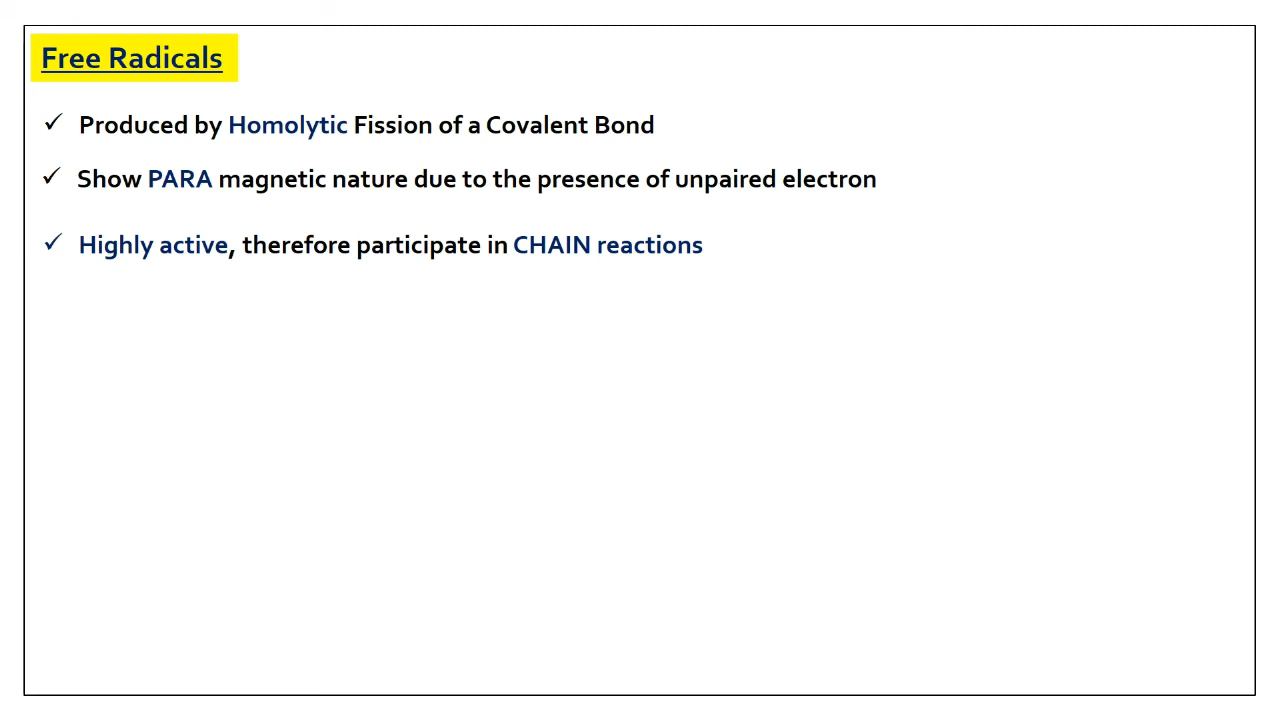 Free Radicals
✓ Produced by Homolytic Fission of a Covalent Bond
✓ Show PARA magnetic nature due to the presence of unpaired electron
✓ Highly active, therefore participate in CHAIN reactions